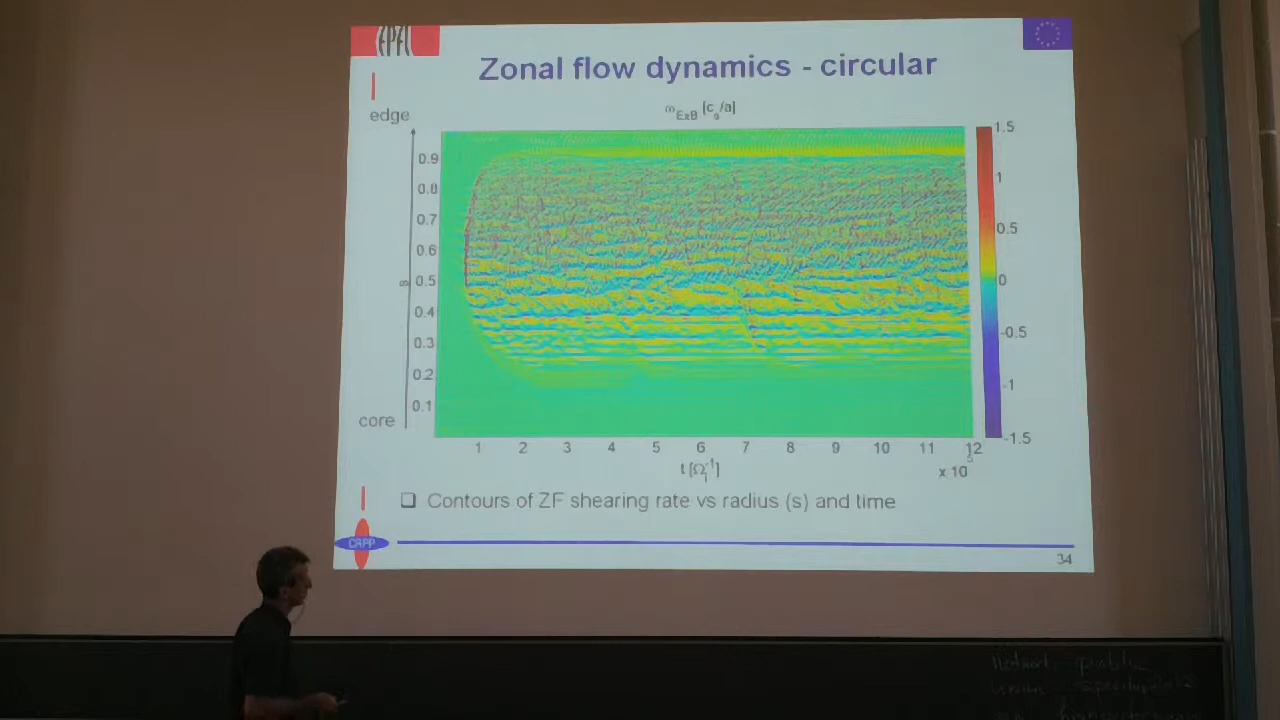 EPFL
Zonal flow dynamics - circular
edge
ω_ExB [c_s/a]
0.9
0.8
0.7
0.6
0.5
0.4
0.3
0.2
0.1
s
core
1 2 3 4 5 6 7 8 9 10 11 12
t [Ω_i^-1]
x 10^5
1.5
1
0.5
0
-0.5
-1
-1.5
❑ Contours of ZF shearing rate vs radius (s) and time
CRPP
34